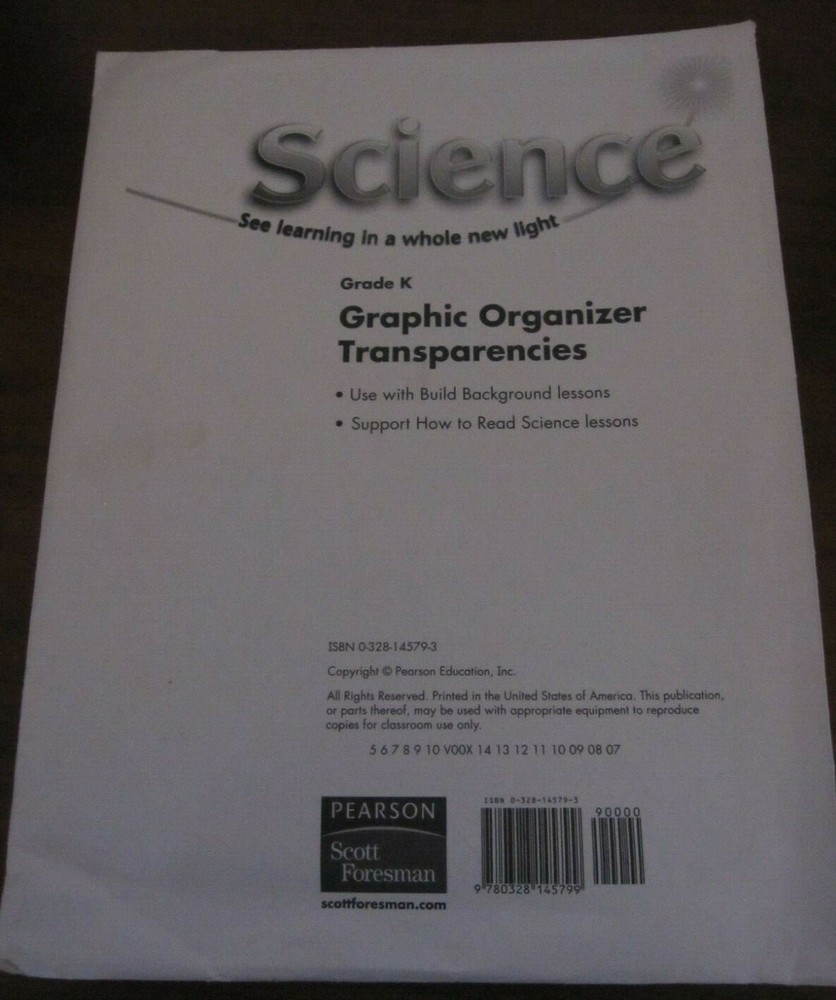 Science
See learning in a whole new light
Grade K
Graphic Organizer
Transparencies
• Use with Build Background lessons
• Support How to Read Science lessons
ISBN 0-328-14579-3
Copyright © Pearson Education, Inc.
All Rights Reserved. Printed in the United States of America. This publication,
or parts thereof, may be used with appropriate equipment to reproduce
copies for classroom use only.
5 6 7 8 9 10 V00X 14 13 12 11 10 09 08 07
PEARSON
Scott
Foresman
scottforesman.com
ISBN 0-328-14579-3
90000
9 780328 145799